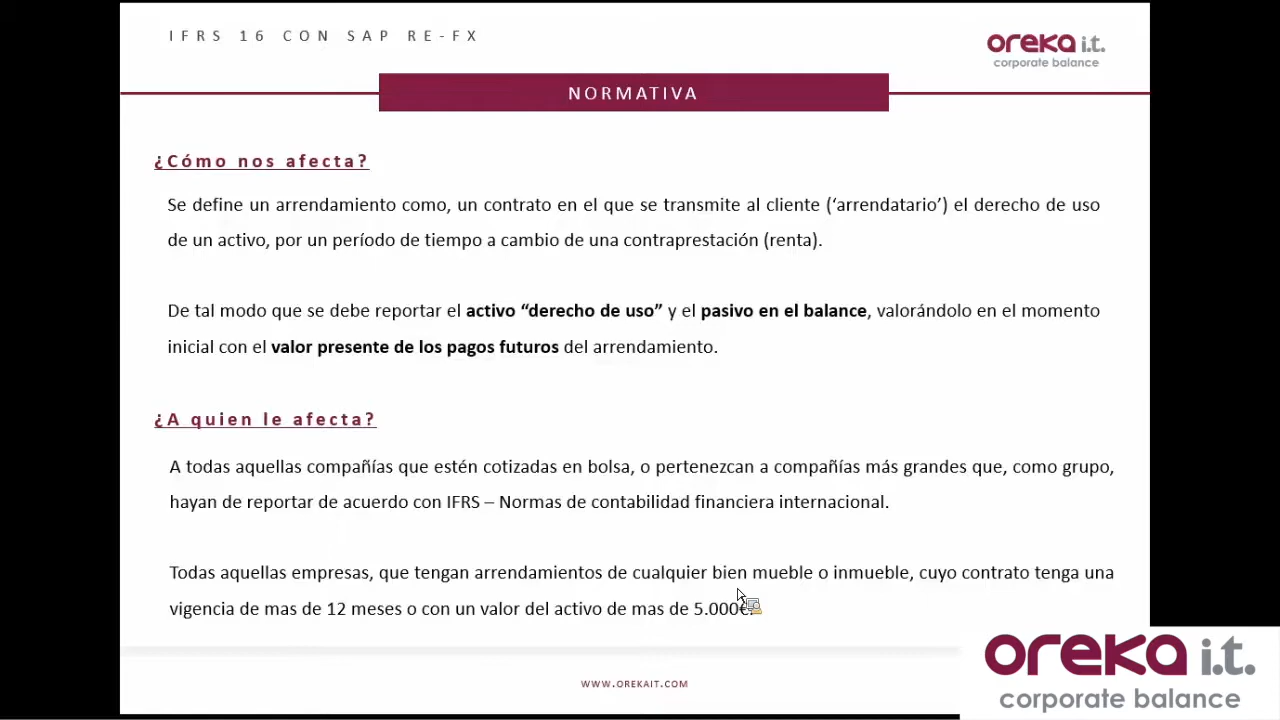 IFRS 16 CON SAP RE-FX
oreka i.t.
corporate balance
NORMATIVA
¿Cómo nos afecta?
Se define un arrendamiento como, un contrato en el que se transmite al cliente (‘arrendatario’) el derecho de uso
de un activo, por un período de tiempo a cambio de una contraprestación (renta).
De tal modo que se debe reportar el activo “derecho de uso” y el pasivo en el balance, valorándolo en el momento
inicial con el valor presente de los pagos futuros del arrendamiento.
¿A quien le afecta?
A todas aquellas compañías que estén cotizadas en bolsa, o pertenezcan a compañías más grandes que, como grupo,
hayan de reportar de acuerdo con IFRS – Normas de contabilidad financiera internacional.
Todas aquellas empresas, que tengan arrendamientos de cualquier bien mueble o inmueble, cuyo contrato tenga una
vigencia de mas de 12 meses o con un valor del activo de mas de 5.000€.
WWW.OREKAIT.COM
oreka i.t.
corporate balance